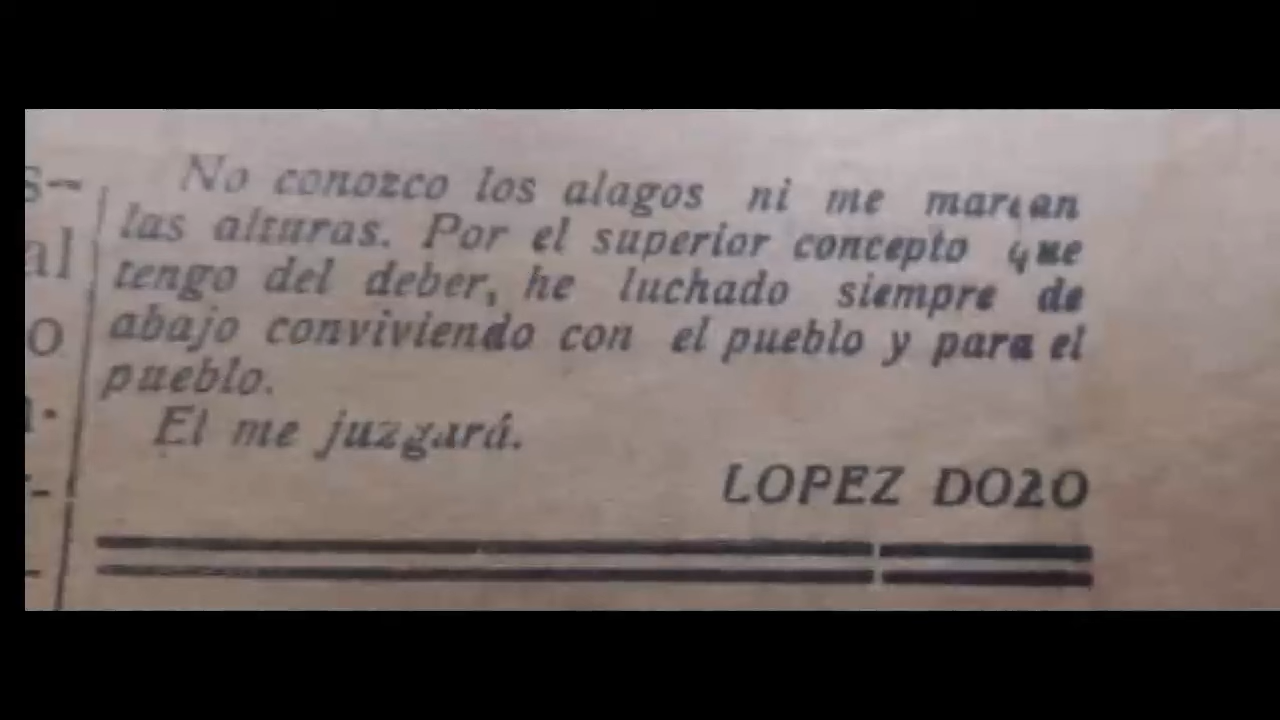 No conozco los alagos ni me marean
las alturas. Por el superior concepto que
tengo del deber, he luchado siempre de
abajo conviviendo con el pueblo y para el
pueblo.
El me juzgará.
LOPEZ DOZO
s-
al
o